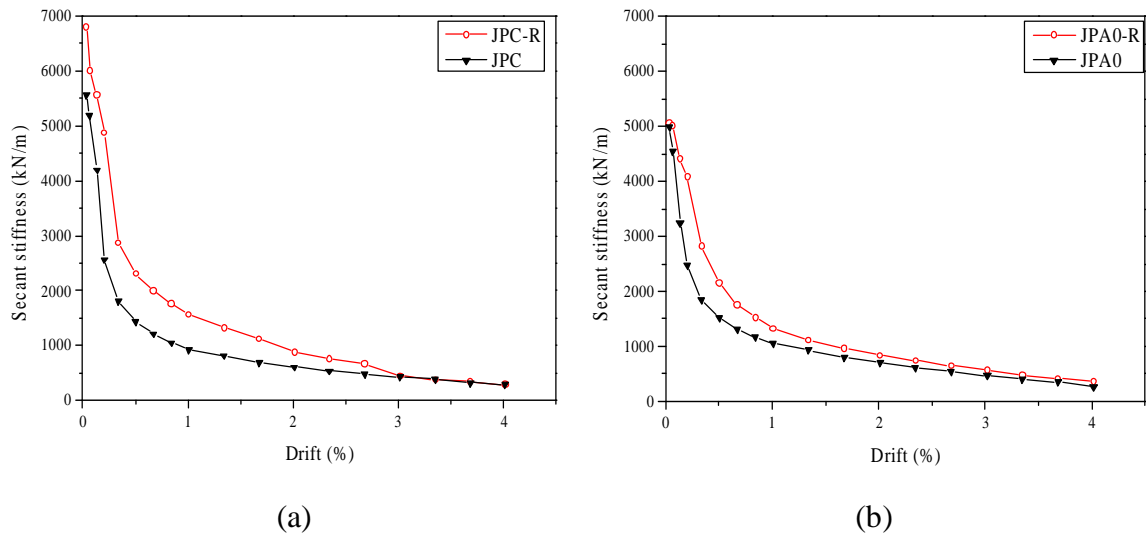 7000
6000
5000
4000
3000
2000
1000
0
Secant stiffness (kN/m)
JPC-R
JPC
0 1 2 3 4
Drift (%)
(a)
7000
6000
5000
4000
3000
2000
1000
0
Secant stiffness (kN/m)
JPA0-R
JPA0
0 1 2 3 4
Drift (%)
(b)